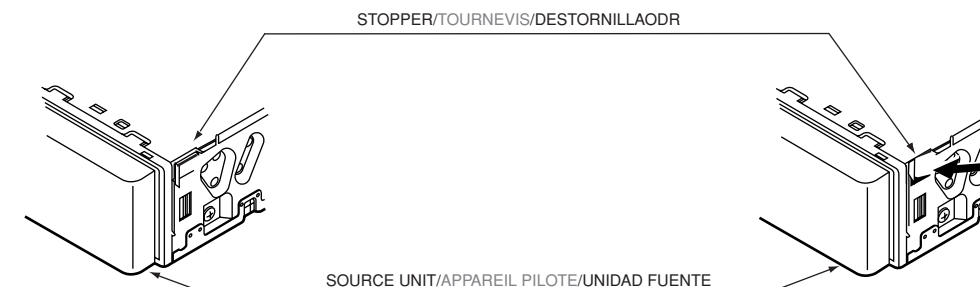 STOPPER/TOURNEVIS/DESTORNILLAODR
SOURCE UNIT/APPAREIL PILOTE/UNIDAD FUENTE